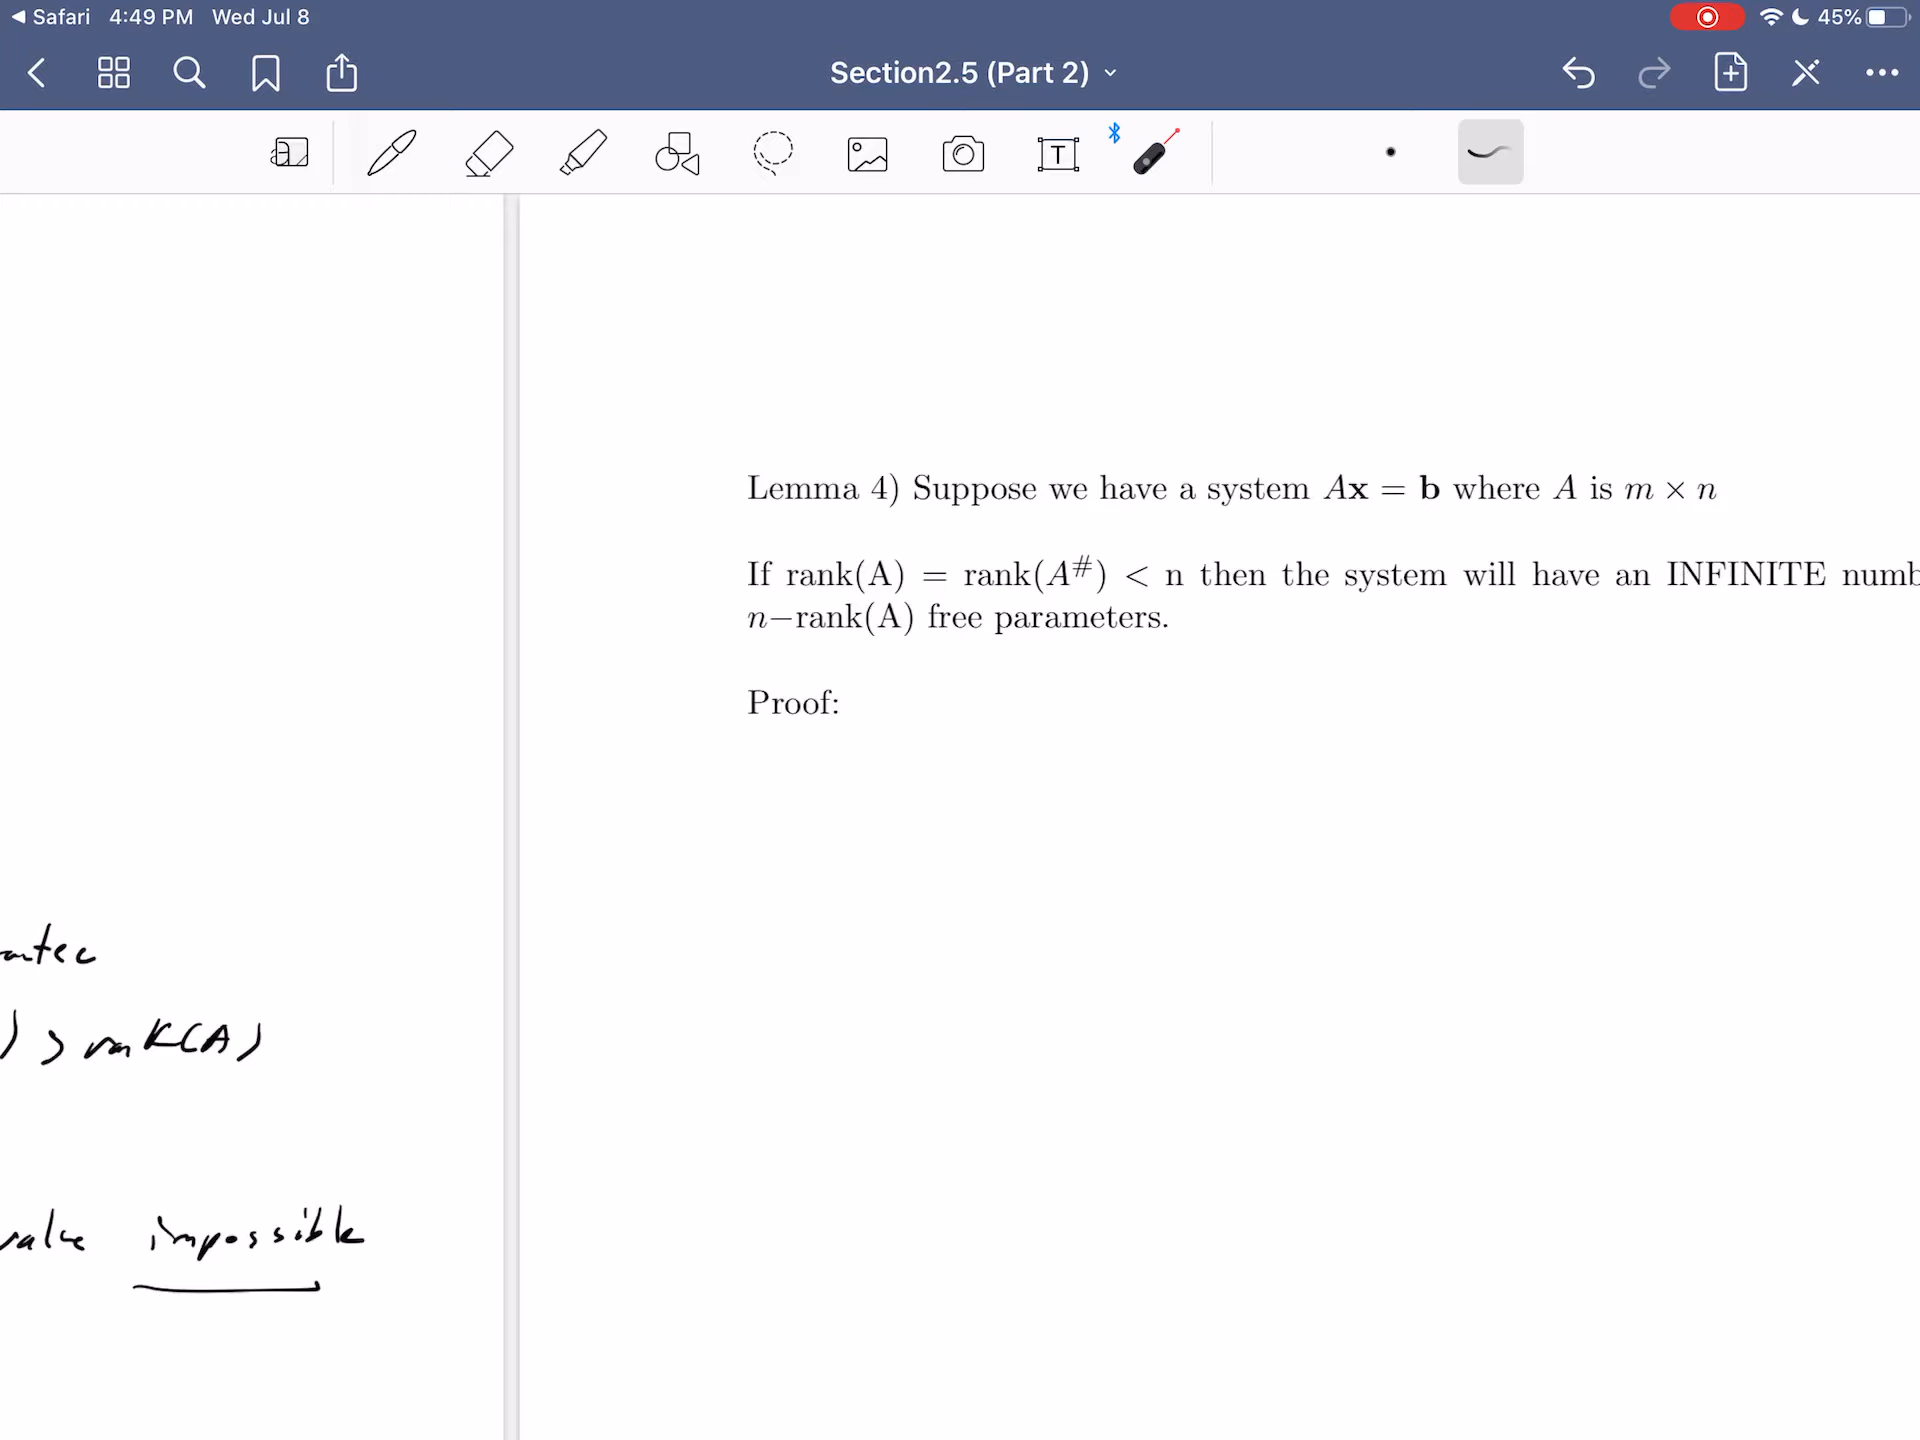 Safari 4:49 PM Wed Jul 8 45%
Section2.5 (Part 2)
T
Lemma 4) Suppose we have a system Ax = b where A is m × n
If rank(A) = rank(A#) < n then the system will have an INFINITE numb
n−rank(A) free parameters.
Proof:
) > rank(A)
value impossible